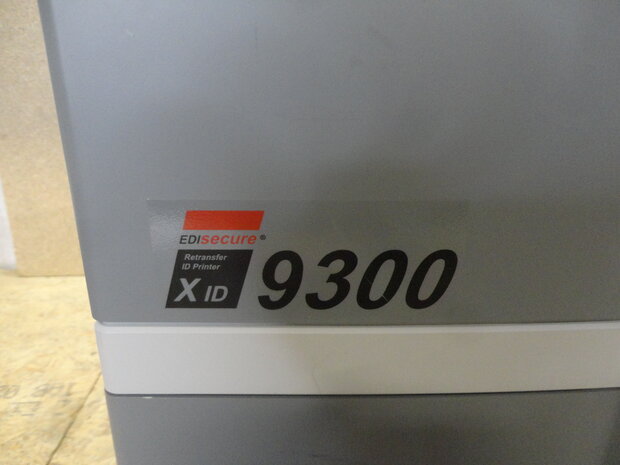 EDIsecure®
Retransfer
ID Printer
X ID 9300